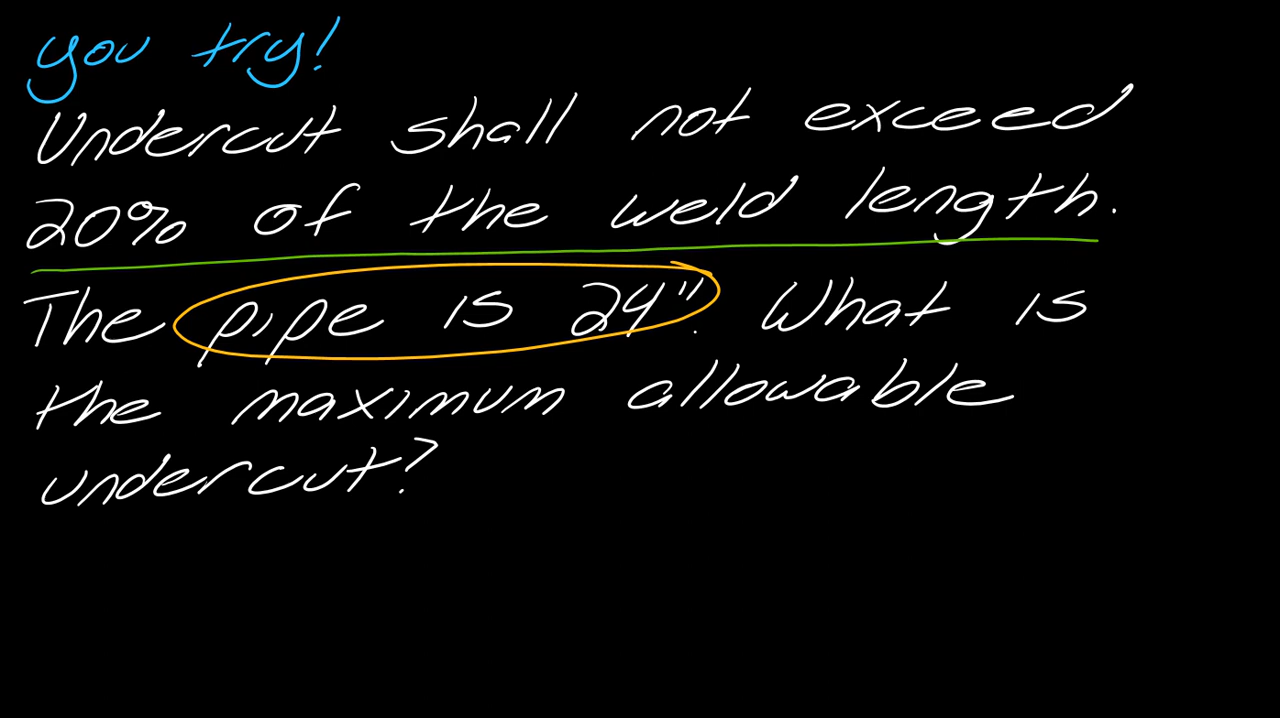 you try!
Undercut shall not exceed
20% of the weld length.
The pipe is 24". What is
the maximum allowable
undercut?